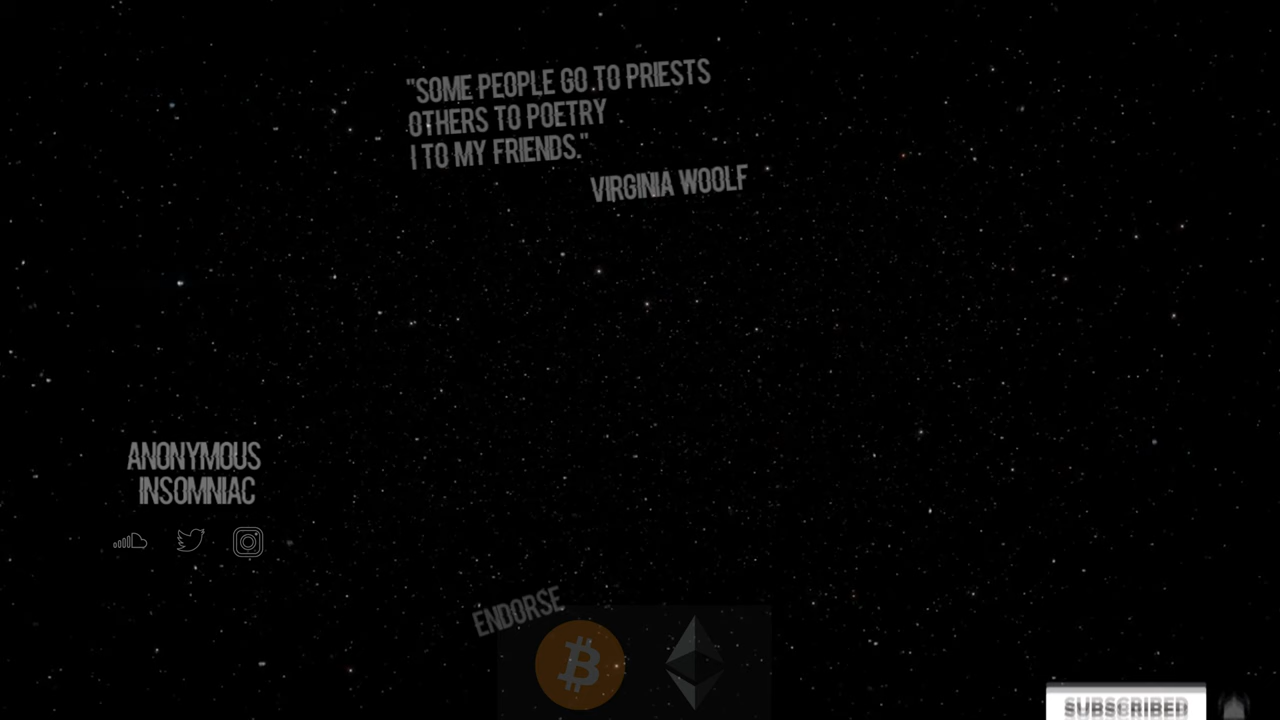 "SOME PEOPLE GO TO PRIESTS
OTHERS TO POETRY
I TO MY FRIENDS."
VIRGINIA WOOLF
ANONYMOUS
INSOMNIAC
ENDORSE
SUBSCRIBED